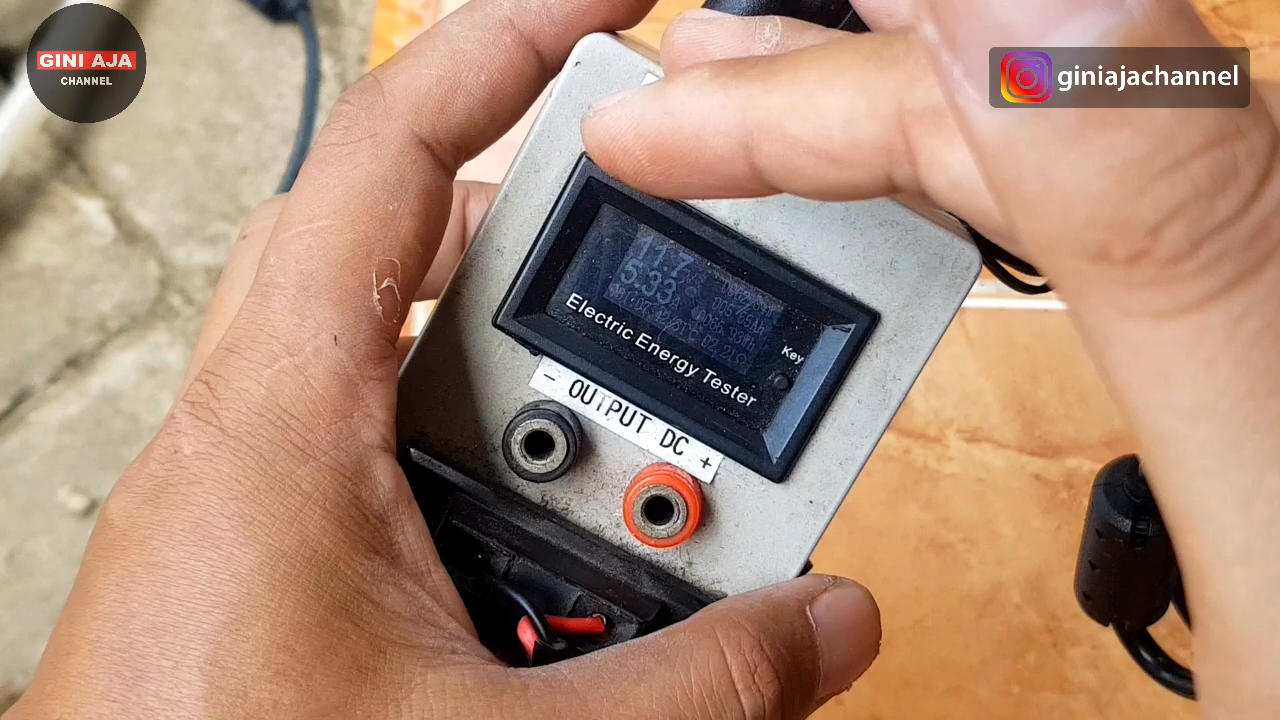 GINI AJA
CHANNEL
giniajachannel
11.7
5.33
Electric Energy Tester
Key
- OUTPUT DC +